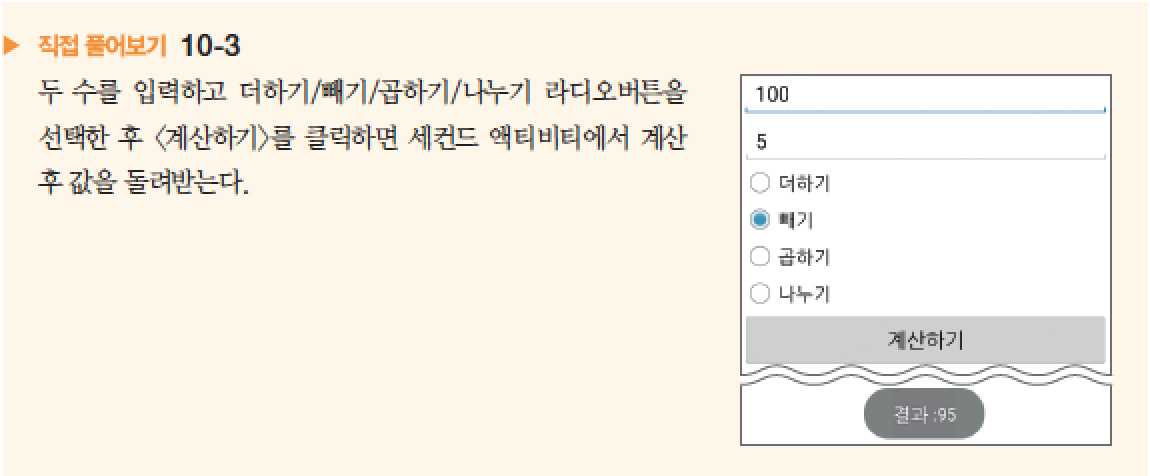 ▶ 직접 풀어보기 10-3
두 수를 입력하고 더하기/빼기/곱하기/나누기 라디오버튼을
선택한 후 〈계산하기〉를 클릭하면 세컨드 액티비티에서 계산
후 값을 돌려받는다.
100
5
더하기
빼기
곱하기
나누기
계산하기
결과 :95